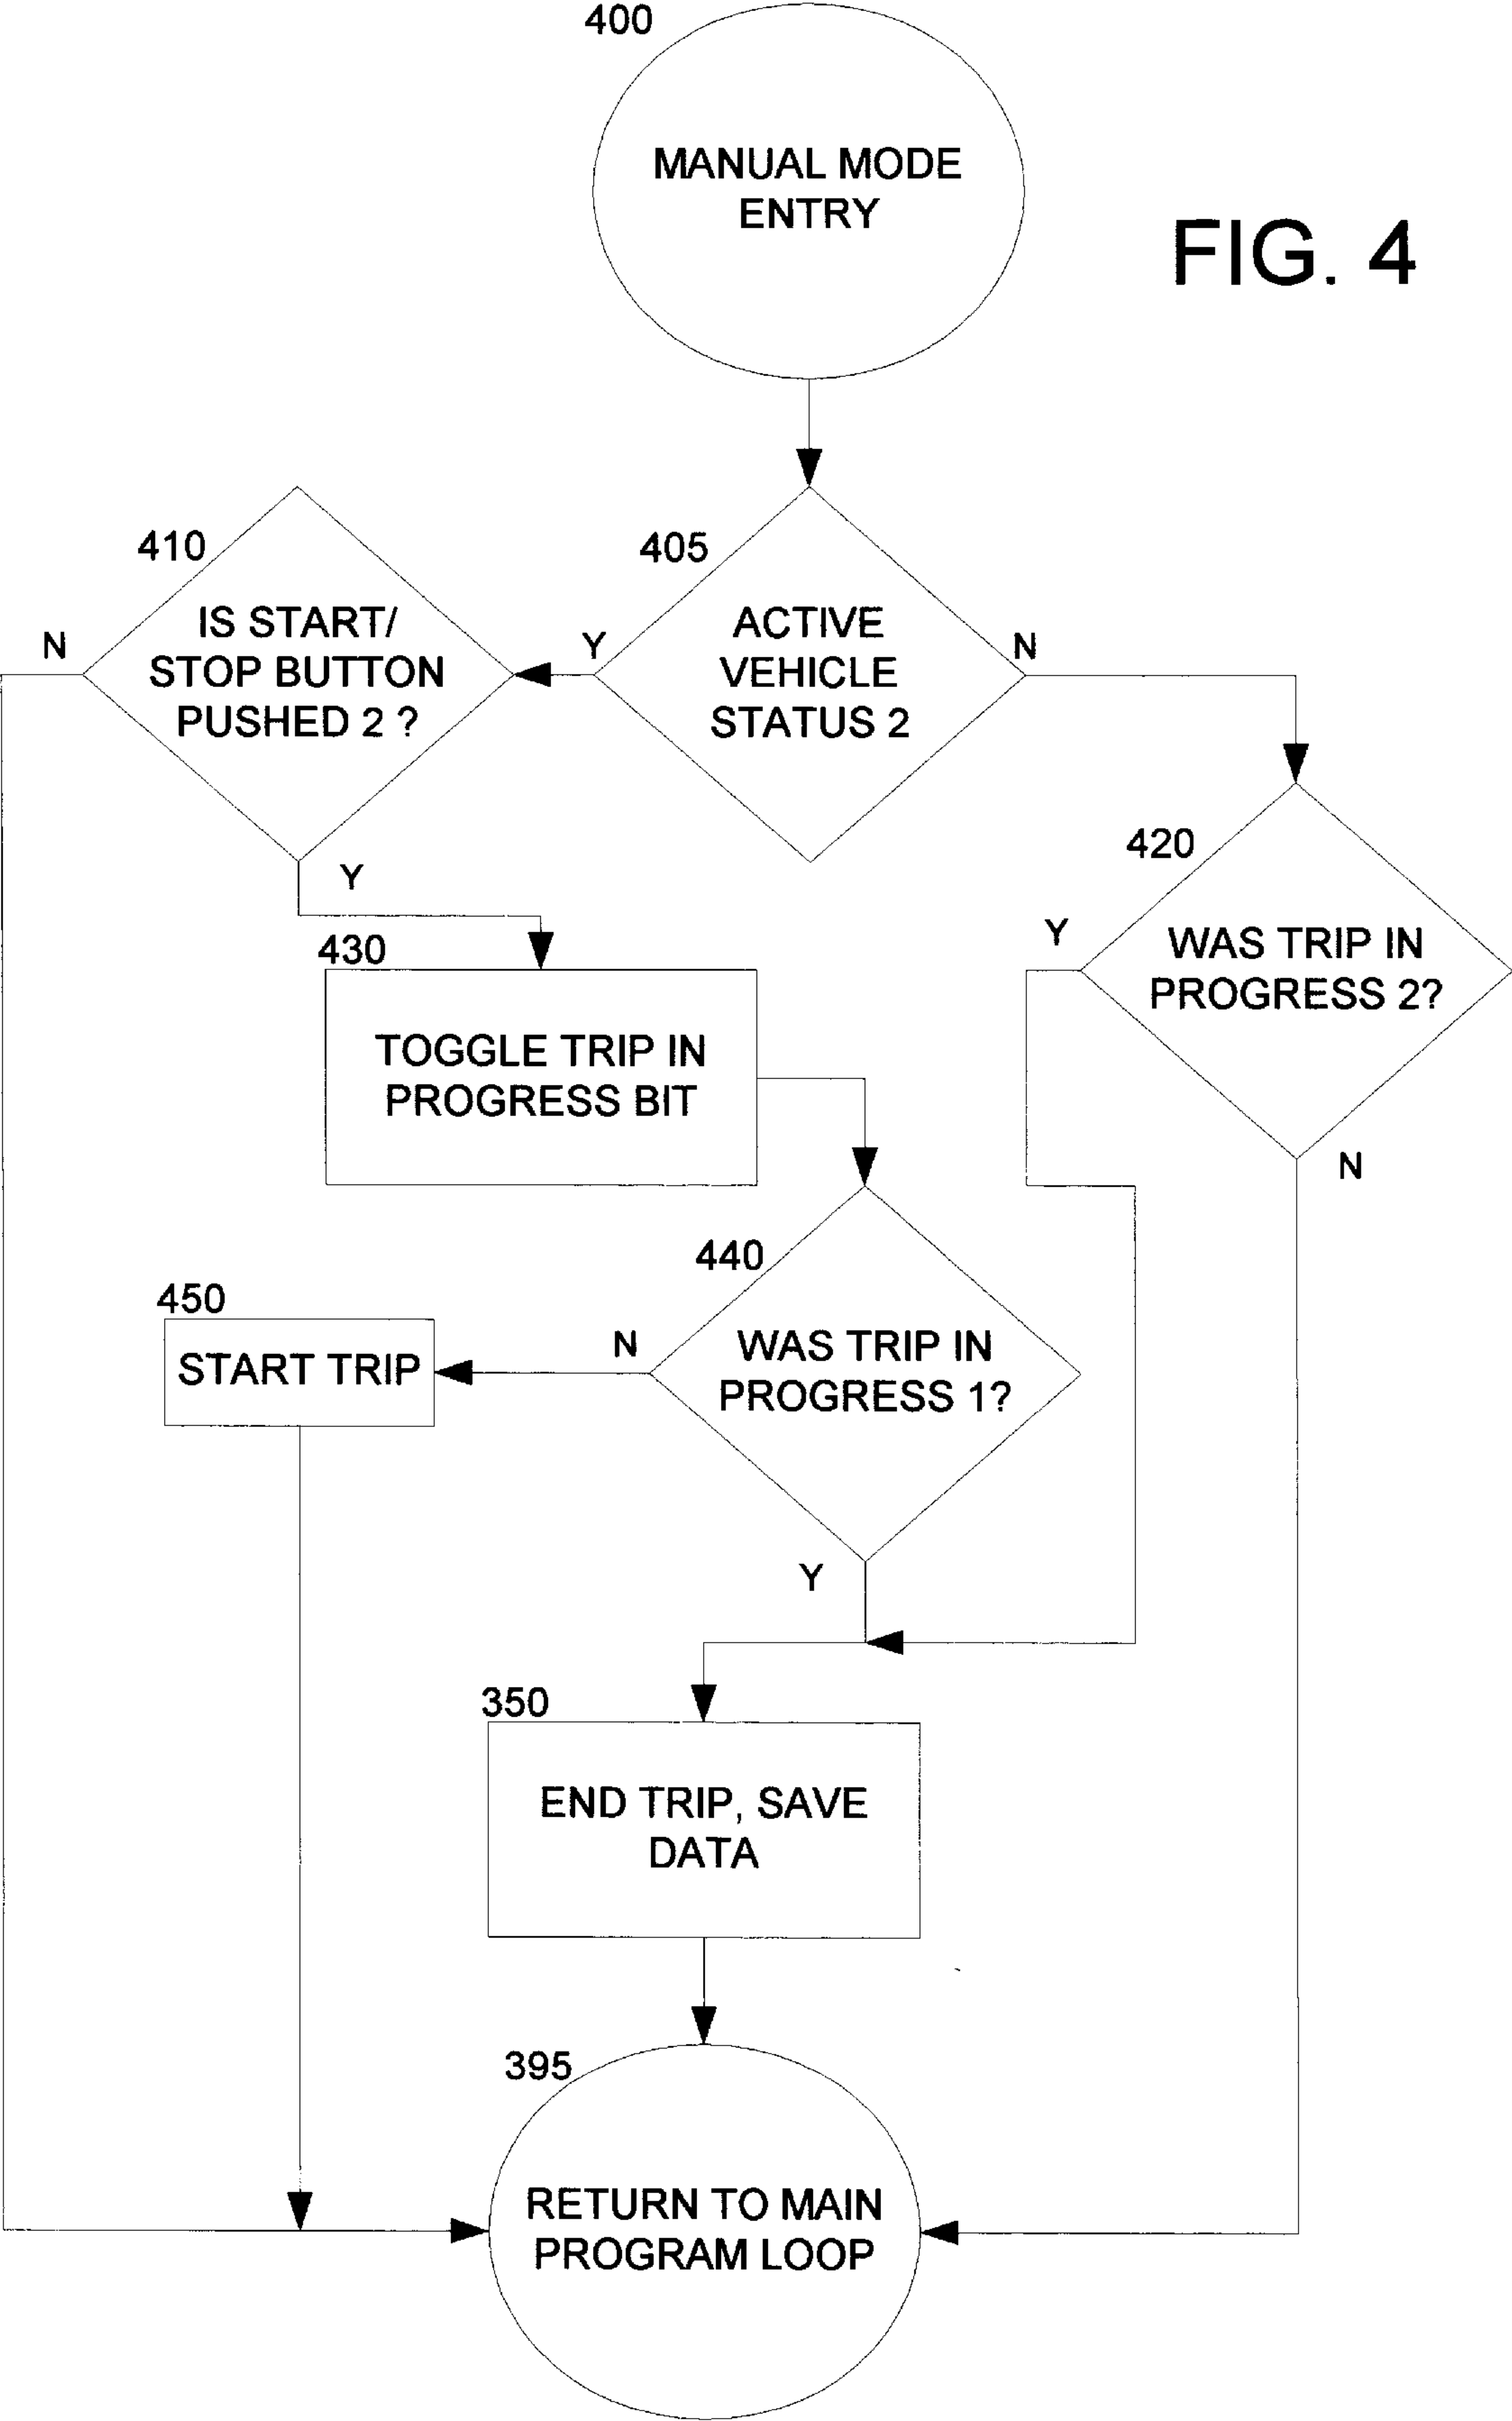 400
MANUAL MODE
ENTRY
FIG. 4
410
405
IS START/
STOP BUTTON
PUSHED 2 ?
N
Y
ACTIVE
VEHICLE
STATUS 2
N
Y
420
Y
WAS TRIP IN
PROGRESS 2?
N
430
TOGGLE TRIP IN
PROGRESS BIT
440
WAS TRIP IN
PROGRESS 1?
N
Y
450
START TRIP
350
END TRIP, SAVE
DATA
395
RETURN TO MAIN
PROGRAM LOOP